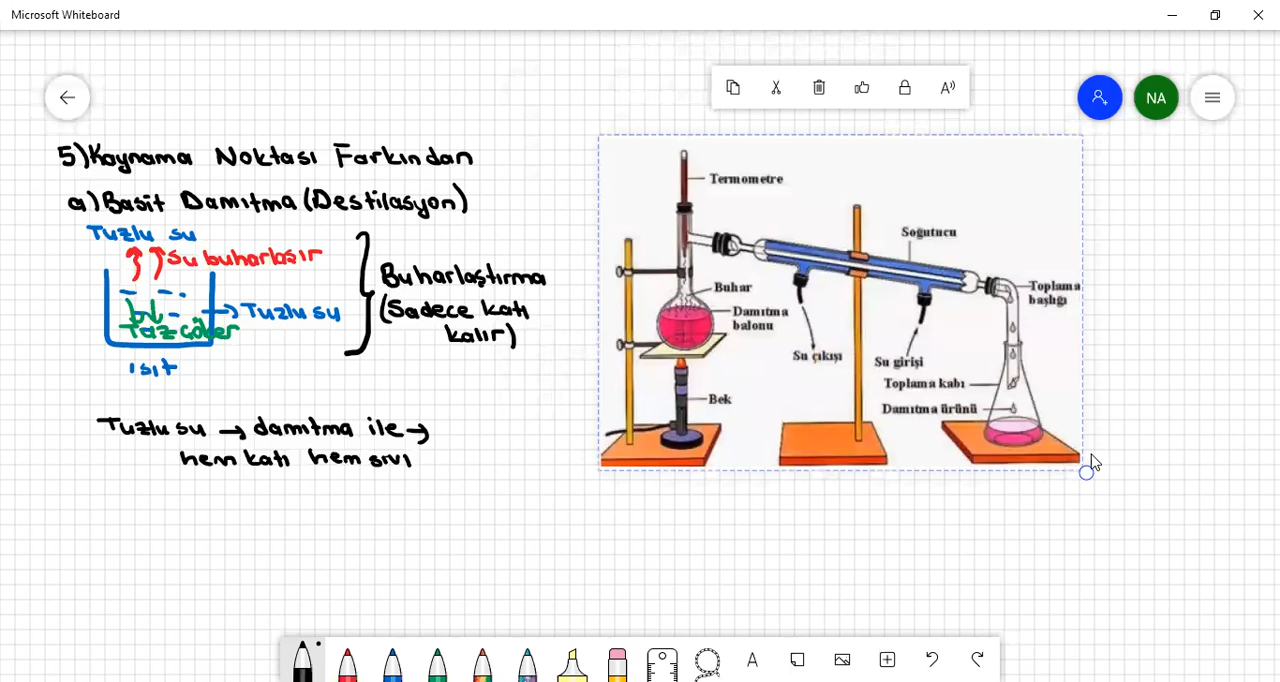 Microsoft Whiteboard
NA
5) Kaynama Noktası Farkından
a) Basit Damıtma (Destilasyon)
Tuzlu su
Su buharlaşır
Tuzlu su
Tuz çöker
ısıt
Buharlaştırma
(Sadece katı
kalır)
Tuzlu su → damıtma ile →
hem katı hem sıvı
Termometre
Soğutucu
Buhar
Toplama
başlığı
Damıtma
balonu
Su çıkışı
Su girişi
Toplama kabı
Bek
Damıtma ürünü
A